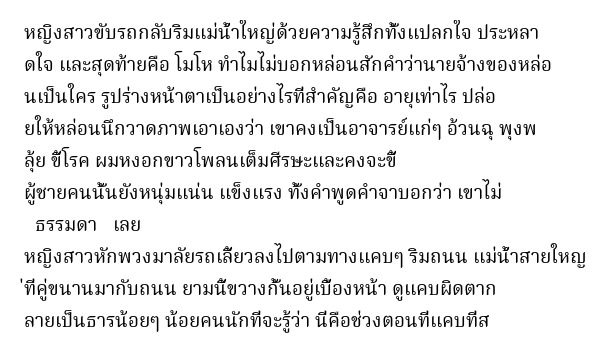 หญิงสาวขับรถกลับริมแม่น้ำใหญ่ด้วยความรู้สึกทั้งแปลกใจ ประหลา
ดใจ และสุดท้ายคือ โมโห ทำไมไม่บอกหล่อนสักคำว่านายจ้างของหล่อ
นเป็นใคร รูปร่างหน้าตาเป็นอย่างไรที่สำคัญคือ อายุเท่าไร ปล่อ
ยให้หล่อนนึกวาดภาพเอาเองว่า เขาคงเป็นอาจารย์แก่ๆ อ้วนฉุ พุงพ
ลุ้ย ขี้โรค ผมหงอกขาวโพลนเต็มศีรษะและคงจะขี้
ผู้ชายคนนั้นยังหนุ่มแน่น แข็งแรง ทั้งคำพูดคำจาบอกว่า เขาไม่
ธรรมดา เลย
หญิงสาวหักพวงมาลัยรถเลี้ยวลงไปตามทางแคบๆ ริมถนน แม่น้ำสายใหญ
่ที่คู่ขนานมากับถนน ยามนี้ขวางกั้นอยู่เบื้องหน้า ดูแคบผิดตาก
ลายเป็นธารน้อยๆ น้อยคนนักที่จะรู้ว่า นี่คือช่วงตอนที่แคบที่ส